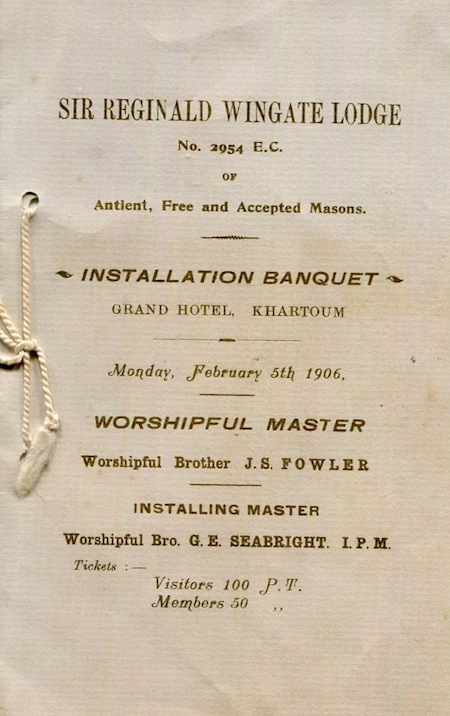 SIR REGINALD WINGATE LODGE
No. 2954 E.C.
OF
Antient, Free and Accepted Masons.
INSTALLATION BANQUET
GRAND HOTEL, KHARTOUM
Monday, February 5th 1906,
WORSHIPFUL MASTER
Worshipful Brother J.S. FOWLER
INSTALLING MASTER
Worshipful Bro. G. E. SEABRIGHT. I. P. M.
Tickets :—
Visitors 100 P.T.
Members 50 ,,